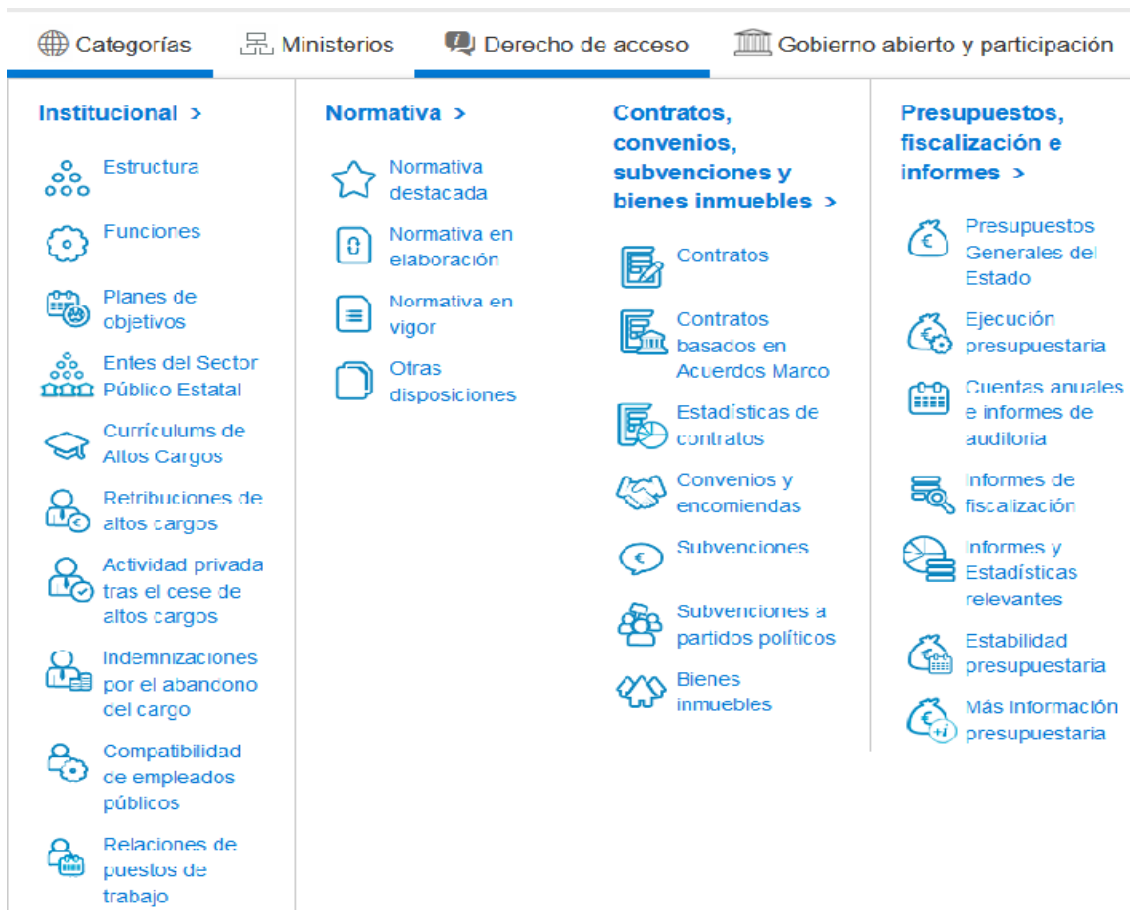 Categorías
Ministerios
Derecho de acceso
Gobierno abierto y participación
Institucional >
Estructura
Funciones
Planes de
objetivos
Entes del Sector
Público Estatal
Currículums de
Altos Cargos
Retribuciones de
altos cargos
Actividad privada
tras el cese de
altos cargos
Indemnizaciones
por el abandono
del cargo
Compatibilidad
de empleados
públicos
Relaciones de
puestos de
trabajo
Normativa >
Normativa
destacada
Normativa en
elaboración
Normativa en
vigor
Otras
disposiciones
Contratos,
convenios,
subvenciones y
bienes inmuebles >
Contratos
Contratos
basados en
Acuerdos Marco
Estadísticas de
contratos
Convenios y
encomiendas
Subvenciones
Subvenciones a
partidos políticos
Bienes
inmuebles
Presupuestos,
fiscalización e
informes >
Presupuestos
Generales del
Estado
Ejecución
presupuestaria
Cuentas anuales
e informes de
auditoria
Informes de
fiscalización
Informes y
Estadísticas
relevantes
Estabilidad
presupuestaria
+i
Más Información
presupuestaria